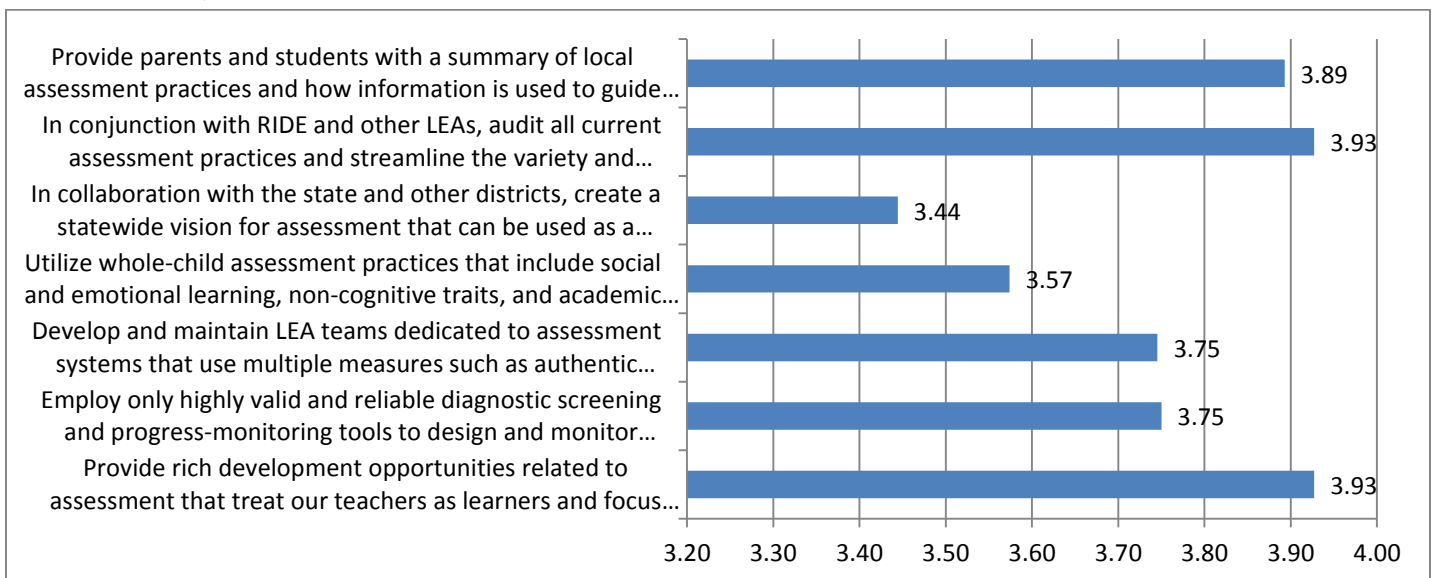 Provide parents and students with a summary of local
assessment practices and how information is used to guide...
3.89
In conjunction with RIDE and other LEAs, audit all current
assessment practices and streamline the variety and...
3.93
In collaboration with the state and other districts, create a
statewide vision for assessment that can be used as a...
3.44
Utilize whole-child assessment practices that include social
and emotional learning, non-cognitive traits, and academic...
3.57
Develop and maintain LEA teams dedicated to assessment
systems that use multiple measures such as authentic...
3.75
Employ only highly valid and reliable diagnostic screening
and progress-monitoring tools to design and monitor...
3.75
Provide rich development opportunities related to
assessment that treat our teachers as learners and focus...
3.93
3.20 3.30 3.40 3.50 3.60 3.70 3.80 3.90 4.00